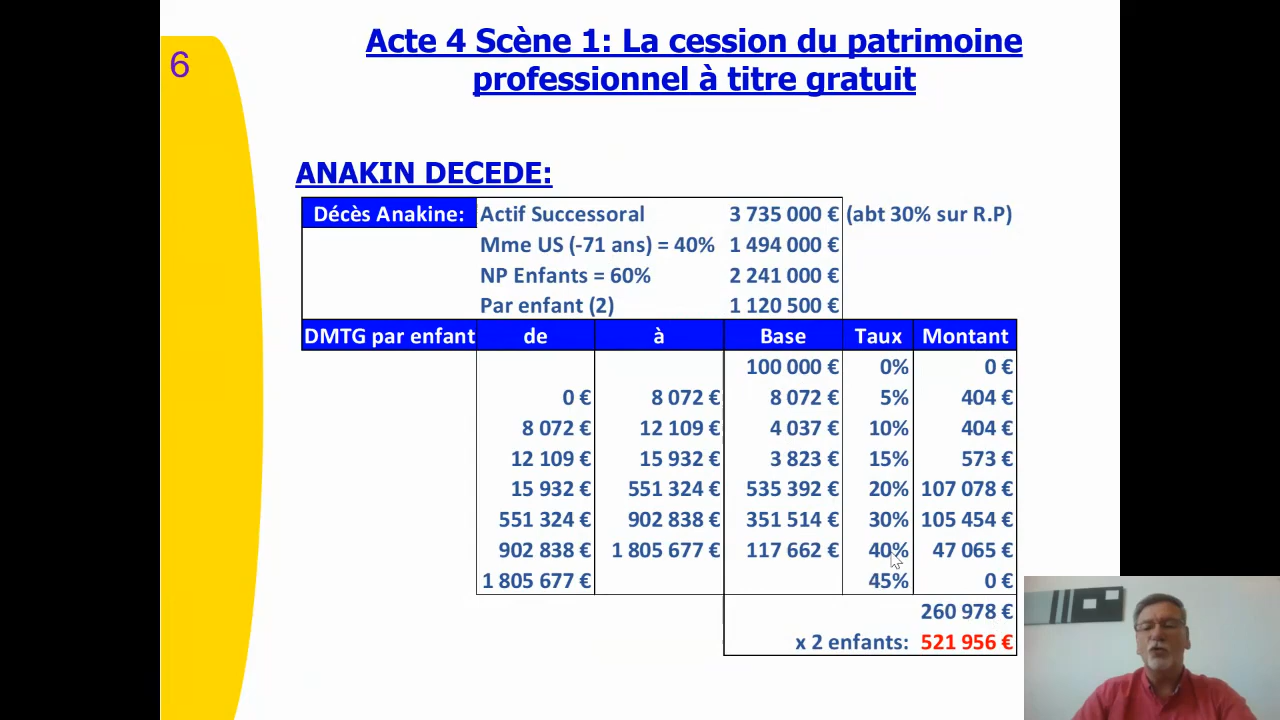 6
Acte 4 Scène 1: La cession du patrimoine
professionnel à titre gratuit
ANAKIN DECEDE:
Décès Anakine: Actif Successoral 3 735 000 € (abt 30% sur R.P)
Mme US (-71 ans) = 40% 1 494 000 €
NP Enfants = 60% 2 241 000 €
Par enfant (2) 1 120 500 €
DMTG par enfant de à Base Taux Montant
100 000 € 0% 0 €
0 € 8 072 € 8 072 € 5% 404 €
8 072 € 12 109 € 4 037 € 10% 404 €
12 109 € 15 932 € 3 823 € 15% 573 €
15 932 € 551 324 € 535 392 € 20% 107 078 €
551 324 € 902 838 € 351 514 € 30% 105 454 €
902 838 € 1 805 677 € 117 662 € 40% 47 065 €
1 805 677 € 45% 0 €
260 978 €
x 2 enfants: 521 956 €